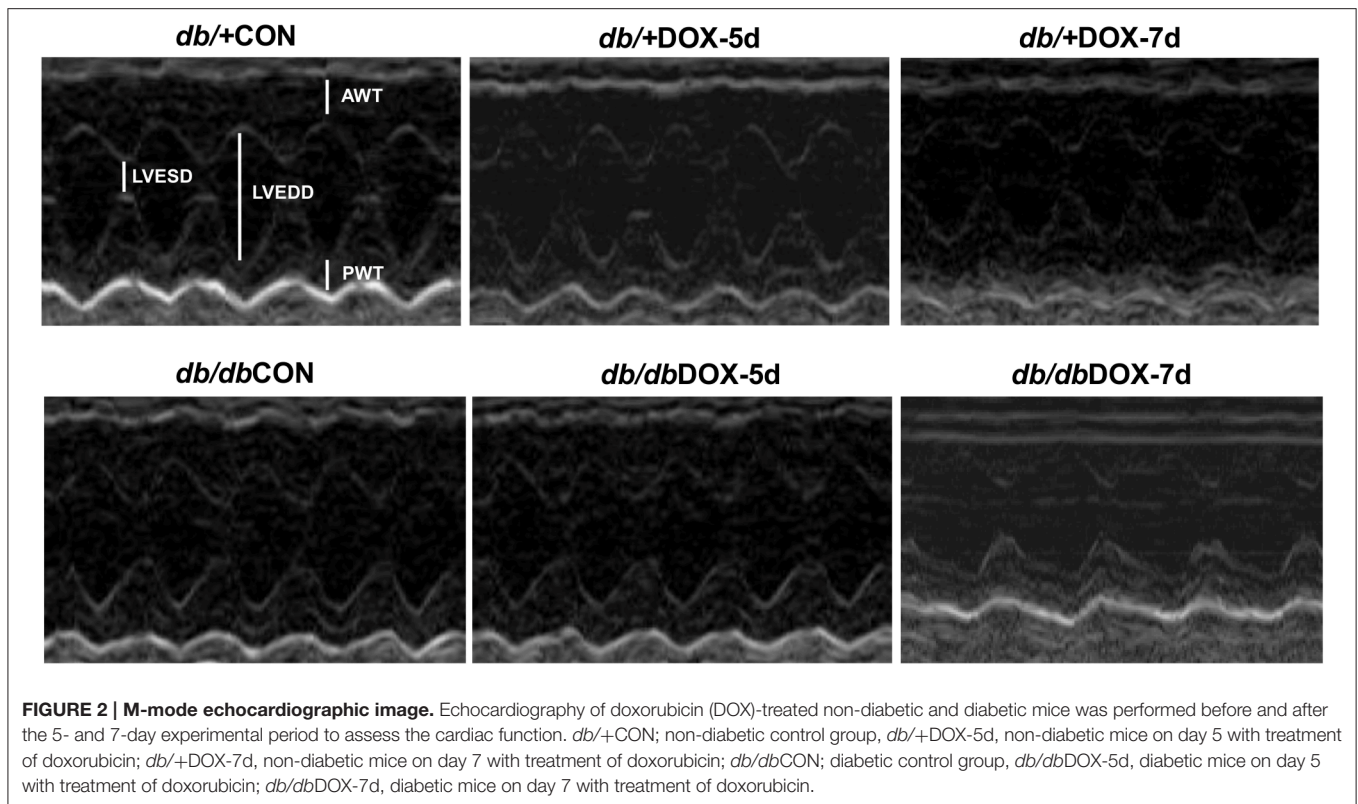 db/+CON
db/+DOX-5d
db/+DOX-7d
AWT
LVESD
LVEDD
PWT
db/dbCON
db/dbDOX-5d
db/dbDOX-7d
FIGURE 2 | M-mode echocardiographic image. Echocardiography of doxorubicin (DOX)-treated non-diabetic and diabetic mice was performed before and after
the 5- and 7-day experimental period to assess the cardiac function. db/+CON; non-diabetic control group, db/+DOX-5d, non-diabetic mice on day 5 with treatment
of doxorubicin; db/+DOX-7d, non-diabetic mice on day 7 with treatment of doxorubicin; db/dbCON; diabetic control group, db/dbDOX-5d, diabetic mice on day 5
with treatment of doxorubicin; db/dbDOX-7d, diabetic mice on day 7 with treatment of doxorubicin.